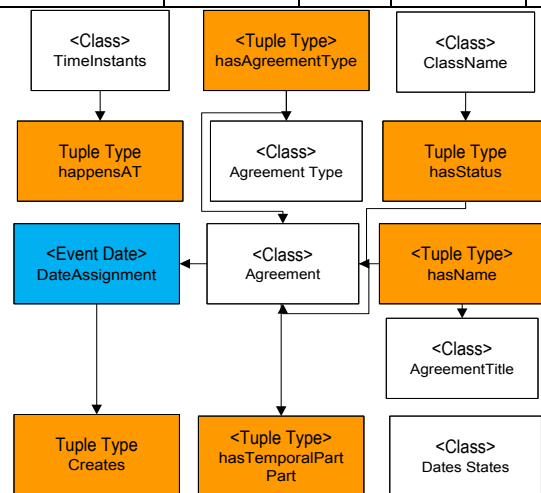 <Class>
TimeInstants
<Tuple Type>
hasAgreementType
<Class>
ClassName
Tuple Type
happensAT
<Class>
Agreement Type
Tuple Type
hasStatus
<Event Date>
DateAssignment
<Class>
Agreement
<Tuple Type>
hasName
<Class>
AgreementTitle
Tuple Type
Creates
<Tuple Type>
hasTemporalPart
Part
<Class>
Dates States